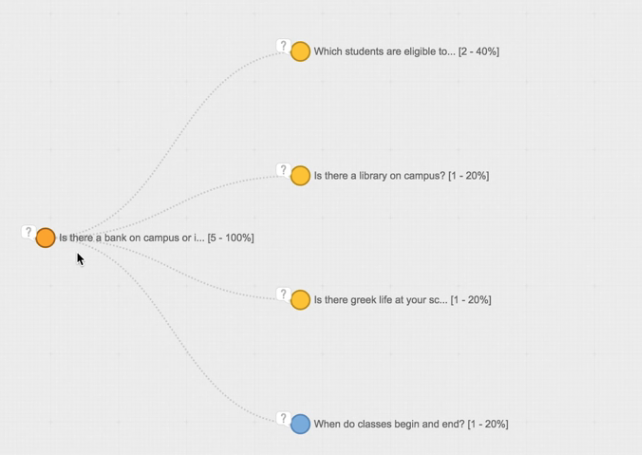 ?
Which students are eligible to... [2 - 40%]
?
Is there a library on campus? [1 - 20%]
?
Is there a bank on campus or i... [5 - 100%]
?
Is there greek life at your sc... [1 - 20%]
?
When do classes begin and end? [1 - 20%]